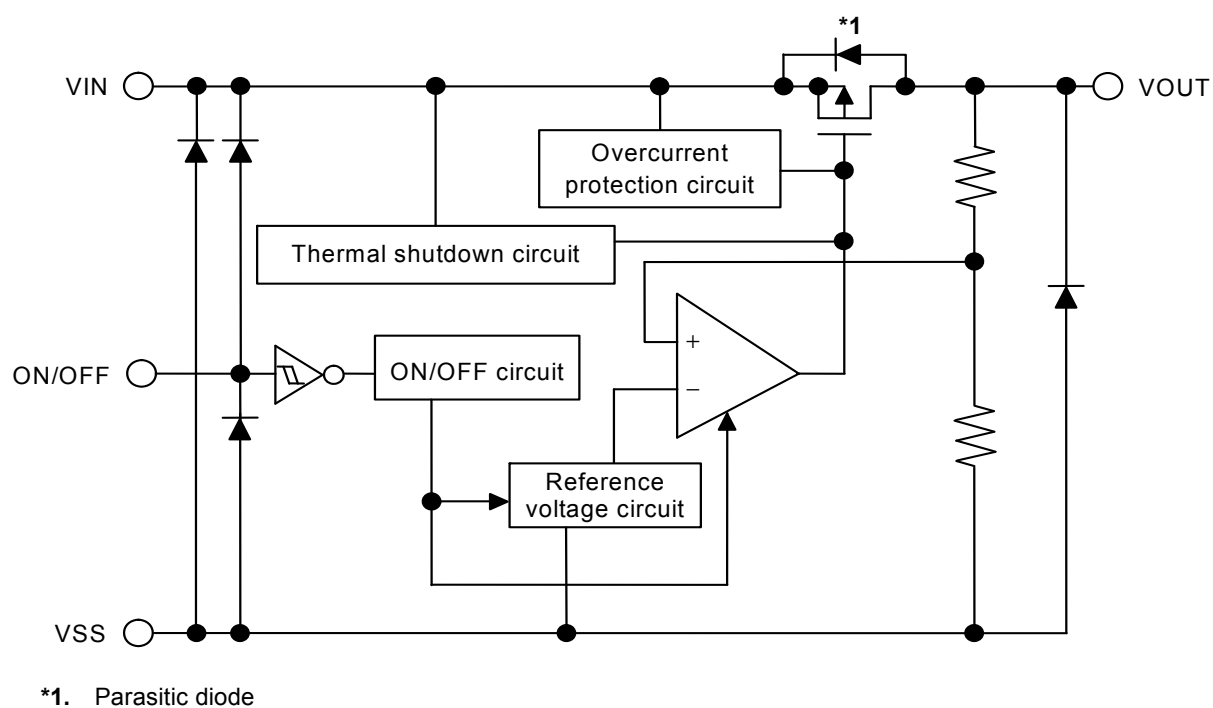 *1
VIN
VOUT
Overcurrent
protection circuit
Thermal shutdown circuit
+
ON/OFF
ON/OFF circuit
−
Reference
voltage circuit
VSS
*1. Parasitic diode